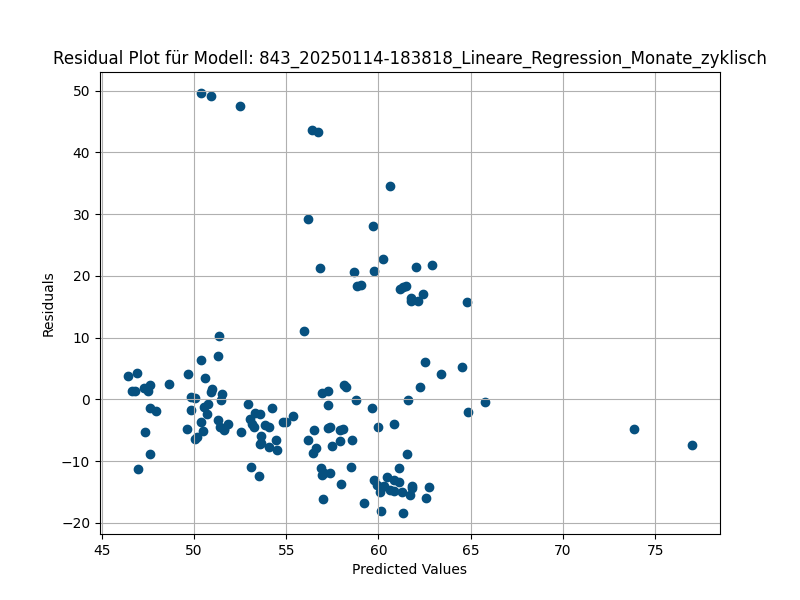 Residual Plot für Modell: 843_20250114-183818_Lineare_Regression_Monate_zyklisch
50
40
30
20
10
0
−10
−20
Residuals
45 50 55 60 65 70 75
Predicted Values